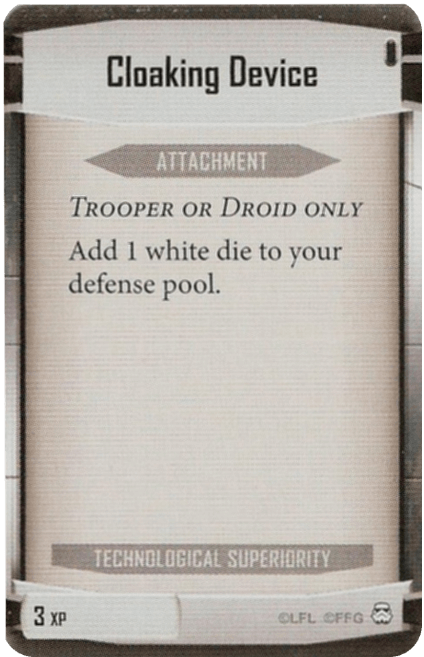 Cloaking Device
ATTACHMENT
TROOPER OR DROID ONLY
Add 1 white die to your
defense pool.
TECHNOLOGICAL SUPERIORITY
3 XP
©LFL ©FFG